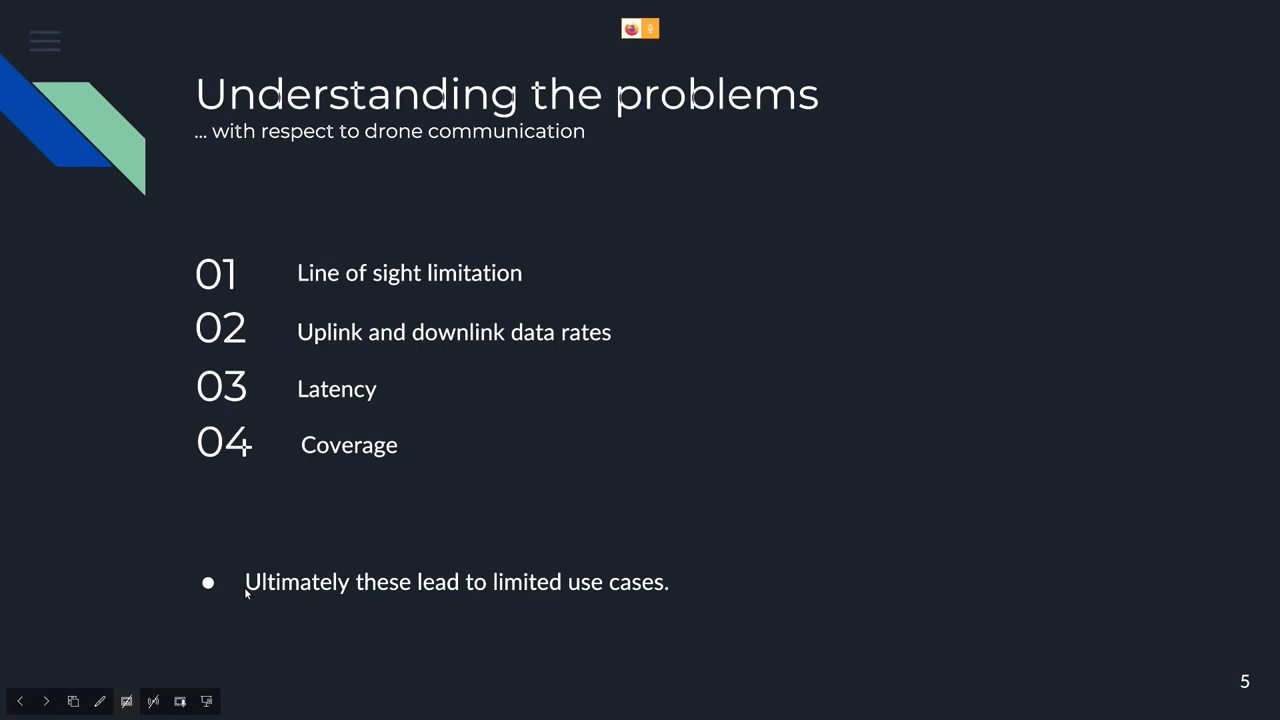 Understanding the problems
... with respect to drone communication
01 Line of sight limitation
02 Uplink and downlink data rates
03 Latency
04 Coverage
● Ultimately these lead to limited use cases.
5